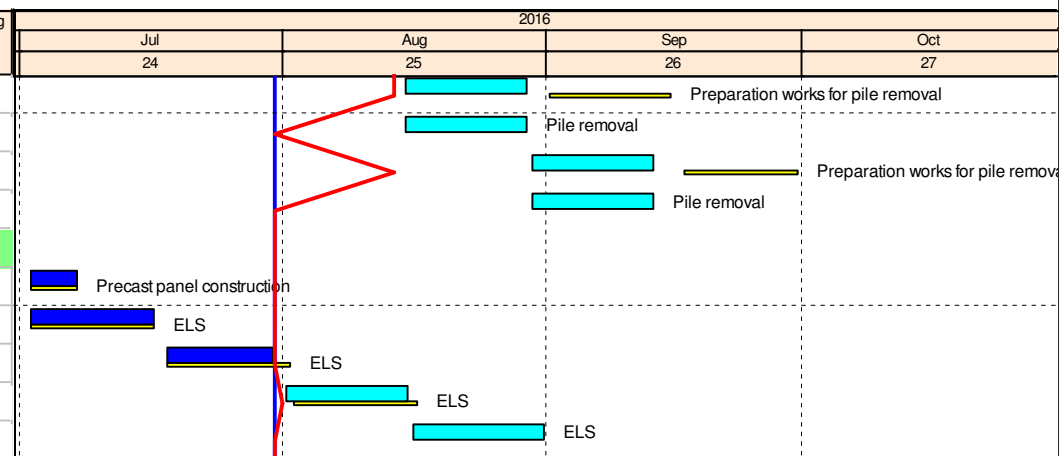 g
2016
Jul Aug Sep Oct
24 25 26 27
Preparation works for pile removal
Pile removal
Preparation works for pile remova
Pile removal
Precast panel construction
ELS
ELS
ELS
ELS